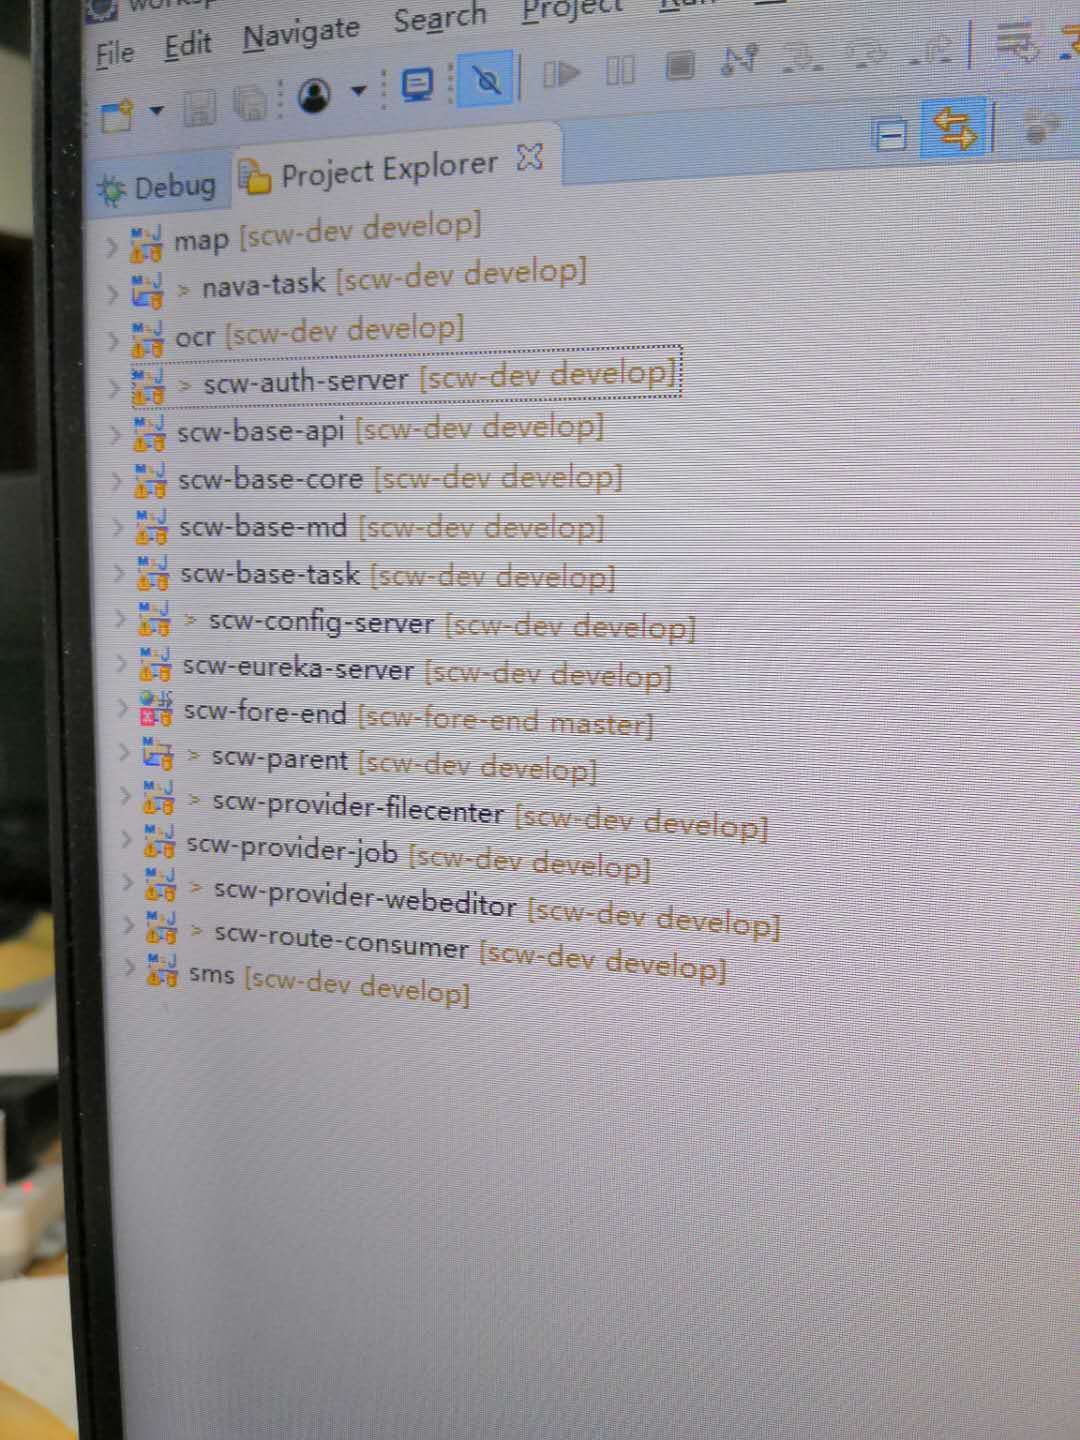 File Edit Navigate Search Project
Debug Project Explorer
map [scw-dev develop]
> nava-task [scw-dev develop]
ocr [scw-dev develop]
> scw-auth-server [scw-dev develop]
scw-base-api [scw-dev develop]
scw-base-core [scw-dev develop]
scw-base-md [scw-dev develop]
scw-base-task [scw-dev develop]
> scw-config-server [scw-dev develop]
scw-eureka-server [scw-dev develop]
scw-fore-end [scw-fore-end master]
> scw-parent [scw-dev develop]
> scw-provider-filecenter [scw-dev develop]
scw-provider-job [scw-dev develop]
> scw-provider-webeditor [scw-dev develop]
> scw-route-consumer [scw-dev develop]
sms [scw-dev develop]